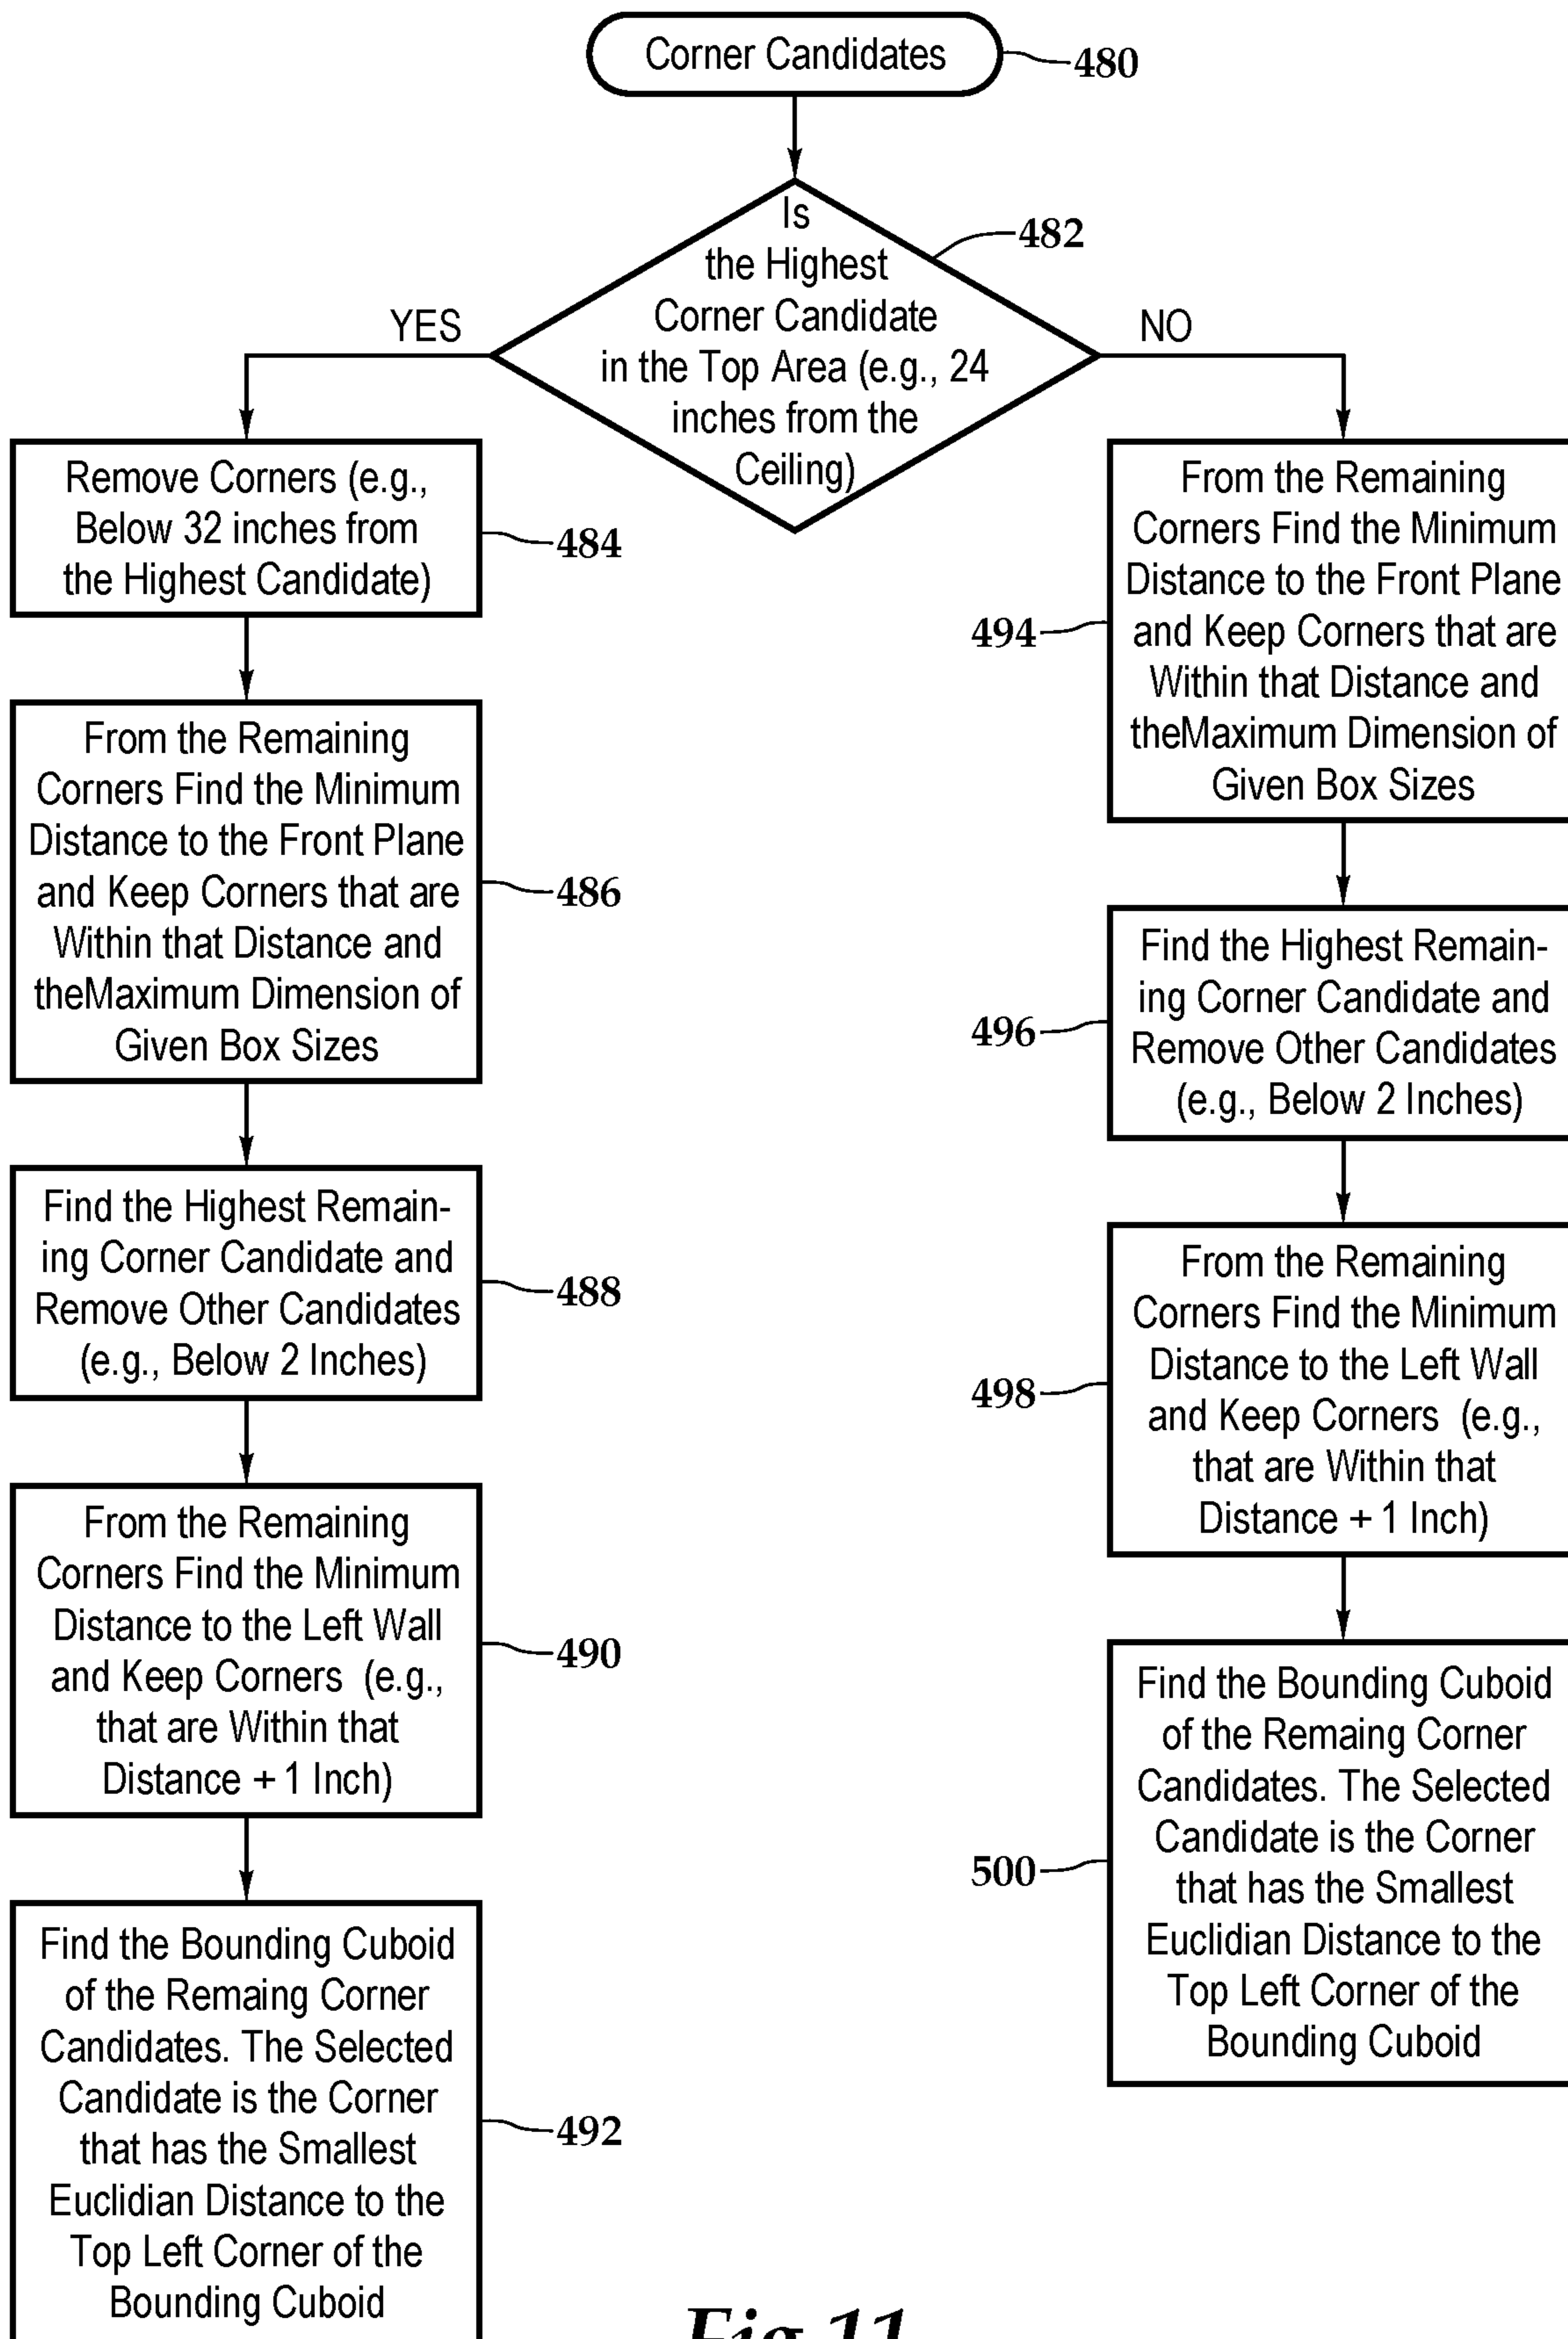 Corner Candidates
480
Is
the Highest
Corner Candidate
in the Top Area (e.g., 24
inches from the
Ceiling)
482
YES
NO
Remove Corners (e.g.,
Below 32 inches from
the Highest Candidate)
484
From the Remaining
Corners Find the Minimum
Distance to the Front Plane
and Keep Corners that are
Within that Distance and
theMaximum Dimension of
Given Box Sizes
486
Find the Highest Remain-
ing Corner Candidate and
Remove Other Candidates
(e.g., Below 2 Inches)
488
From the Remaining
Corners Find the Minimum
Distance to the Left Wall
and Keep Corners (e.g.,
that are Within that
Distance + 1 Inch)
490
Find the Bounding Cuboid
of the Remaing Corner
Candidates. The Selected
Candidate is the Corner
that has the Smallest
Euclidian Distance to the
Top Left Corner of the
Bounding Cuboid
492
From the Remaining
Corners Find the Minimum
Distance to the Front Plane
and Keep Corners that are
Within that Distance and
theMaximum Dimension of
Given Box Sizes
494
Find the Highest Remain-
ing Corner Candidate and
Remove Other Candidates
(e.g., Below 2 Inches)
496
From the Remaining
Corners Find the Minimum
Distance to the Left Wall
and Keep Corners (e.g.,
that are Within that
Distance + 1 Inch)
498
Find the Bounding Cuboid
of the Remaing Corner
Candidates. The Selected
Candidate is the Corner
that has the Smallest
Euclidian Distance to the
Top Left Corner of the
Bounding Cuboid
500
Fig.11